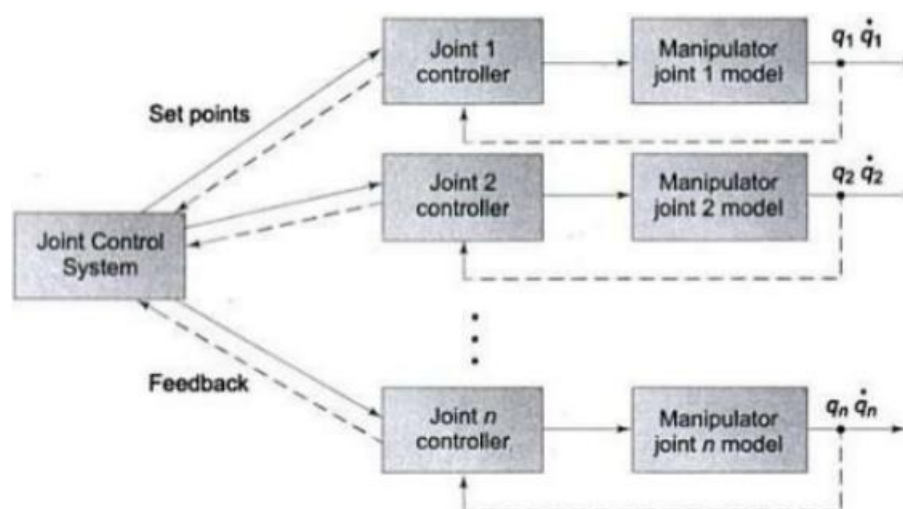 Joint 1
controller
Manipulator
joint 1 model
q₁ q̇₁
Set points
Joint 2
controller
Manipulator
joint 2 model
q₂ q̇₂
Joint Control
System
Feedback
Joint n
controller
Manipulator
joint n model
qₙ q̇ₙ